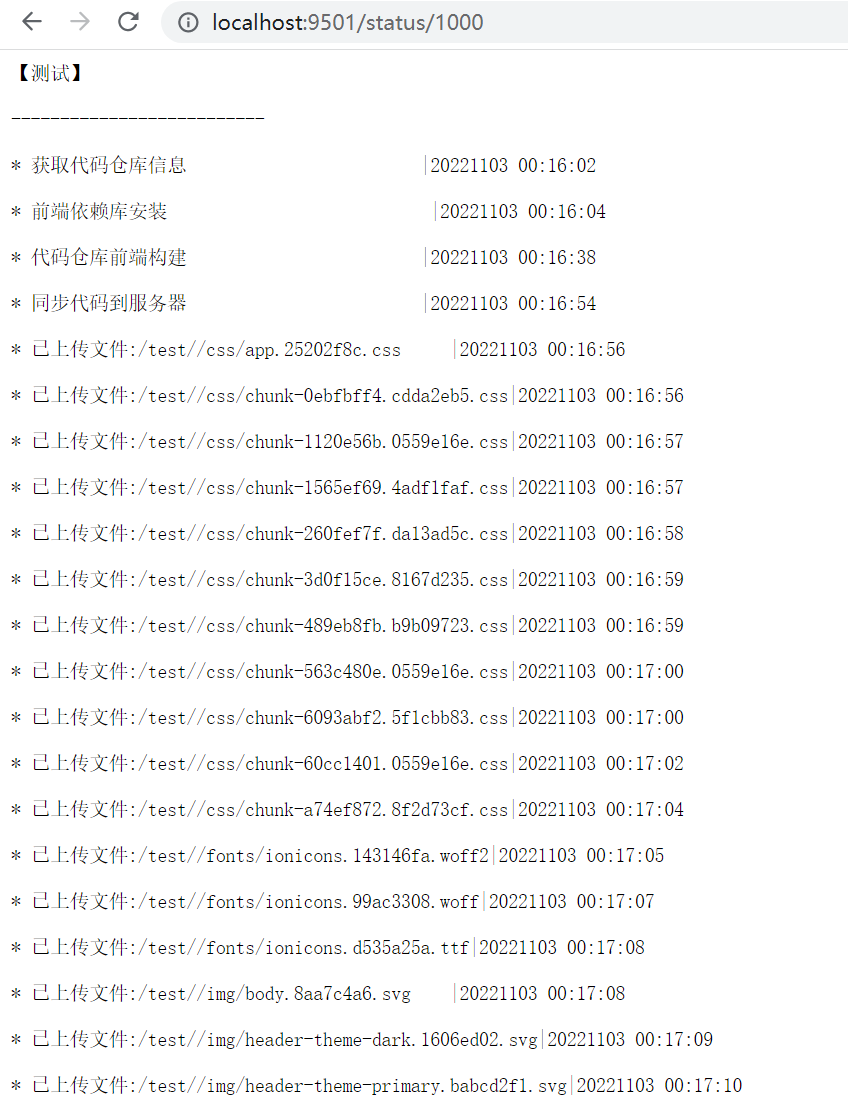 localhost:9501/status/1000
【测试】
--------------------------
* 获取代码仓库信息 |20221103 00:16:02
* 前端依赖库安装 |20221103 00:16:04
* 代码仓库前端构建 |20221103 00:16:38
* 同步代码到服务器 |20221103 00:16:54
* 已上传文件:/test//css/app.25202f8c.css |20221103 00:16:56
* 已上传文件:/test//css/chunk-0ebfbff4.cdda2eb5.css|20221103 00:16:56
* 已上传文件:/test//css/chunk-1120e56b.0559e16e.css|20221103 00:16:57
* 已上传文件:/test//css/chunk-1565ef69.4adf1faf.css|20221103 00:16:57
* 已上传文件:/test//css/chunk-260fef7f.da13ad5c.css|20221103 00:16:58
* 已上传文件:/test//css/chunk-3d0f15ce.8167d235.css|20221103 00:16:59
* 已上传文件:/test//css/chunk-489eb8fb.b9b09723.css|20221103 00:16:59
* 已上传文件:/test//css/chunk-563c480e.0559e16e.css|20221103 00:17:00
* 已上传文件:/test//css/chunk-6093abf2.5f1cbb83.css|20221103 00:17:00
* 已上传文件:/test//css/chunk-60cc1401.0559e16e.css|20221103 00:17:02
* 已上传文件:/test//css/chunk-a74ef872.8f2d73cf.css|20221103 00:17:04
* 已上传文件:/test//fonts/ionicons.143146fa.woff2|20221103 00:17:05
* 已上传文件:/test//fonts/ionicons.99ac3308.woff|20221103 00:17:07
* 已上传文件:/test//fonts/ionicons.d535a25a.ttf|20221103 00:17:08
* 已上传文件:/test//img/body.8aa7c4a6.svg |20221103 00:17:08
* 已上传文件:/test//img/header-theme-dark.1606ed02.svg|20221103 00:17:09
* 已上传文件:/test//img/header-theme-primary.babcd2f1.svg|20221103 00:17:10